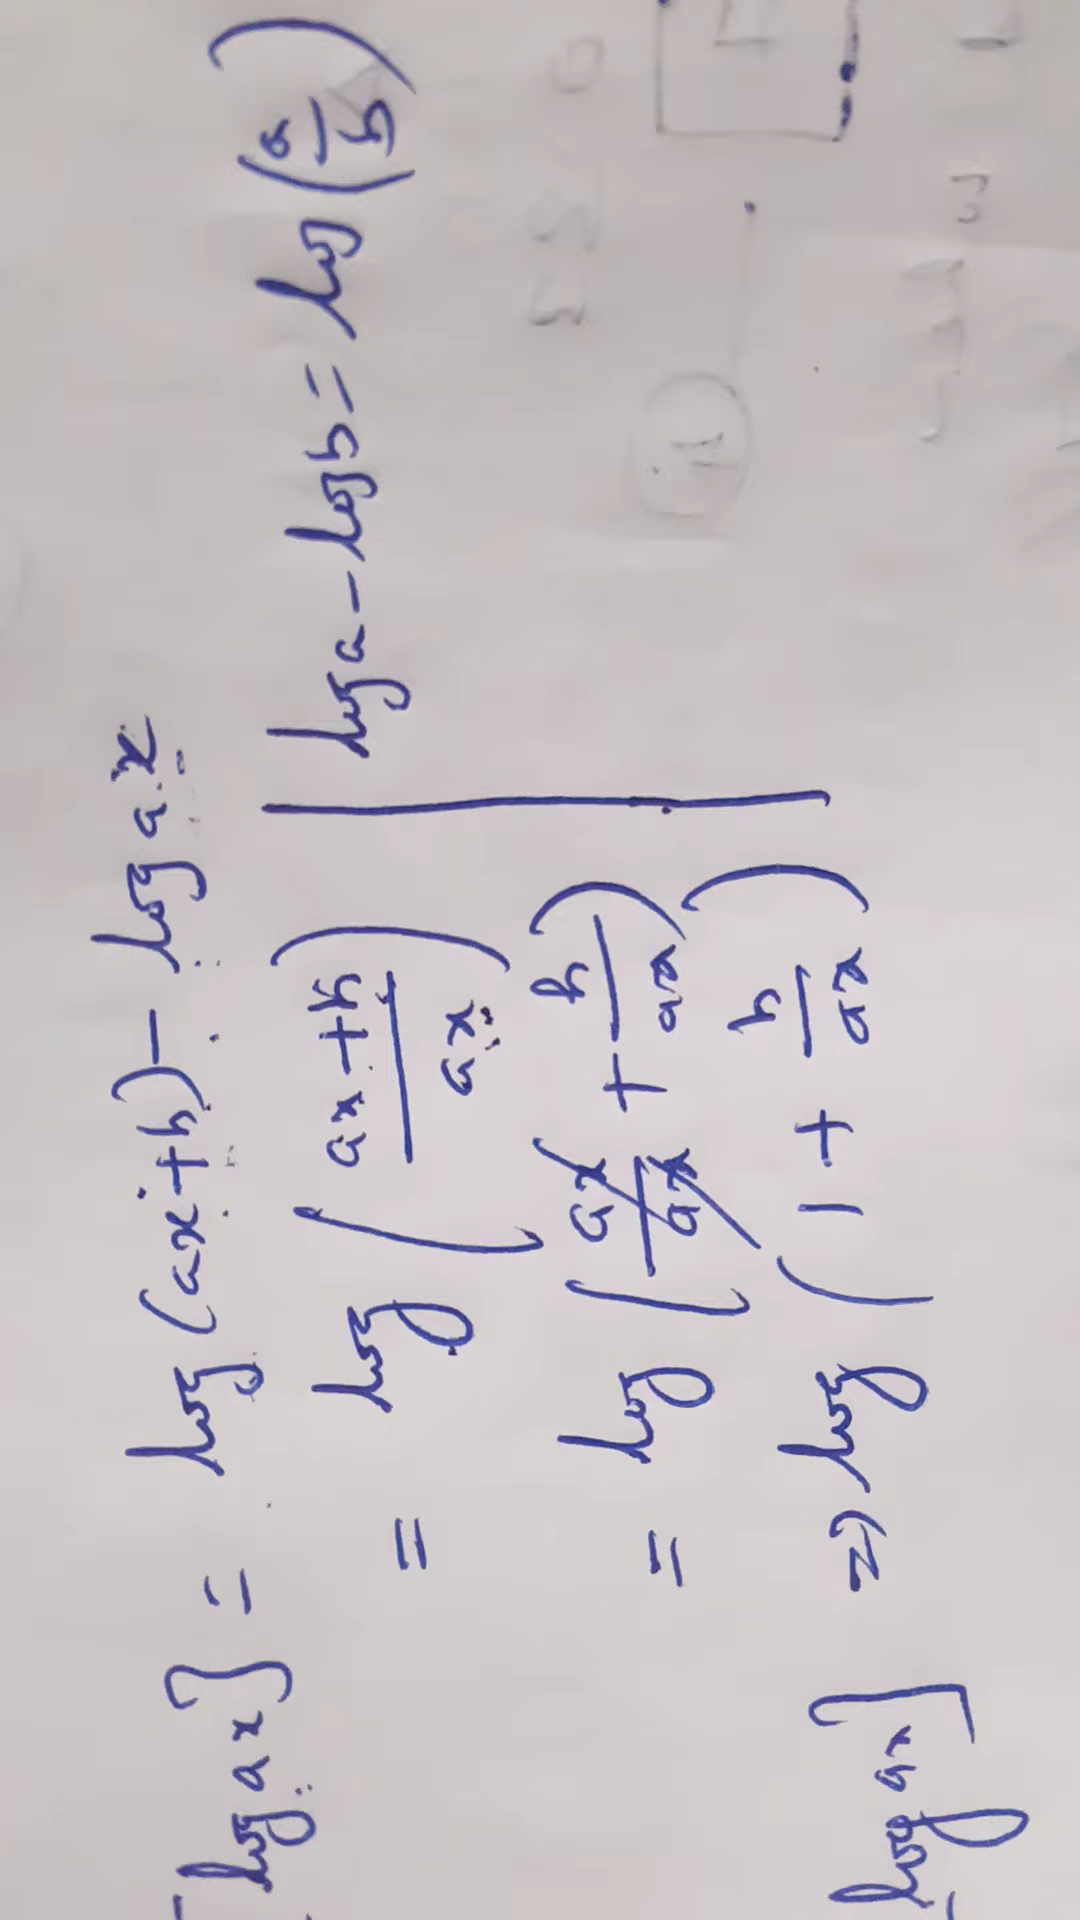 [log ax] = log(ax+h) - log ax
= log (ax+h / ax) | log a - log b = log (a/b)
= log (ax/ax + h/ax)
=> log (1 + h/ax)
log ax]